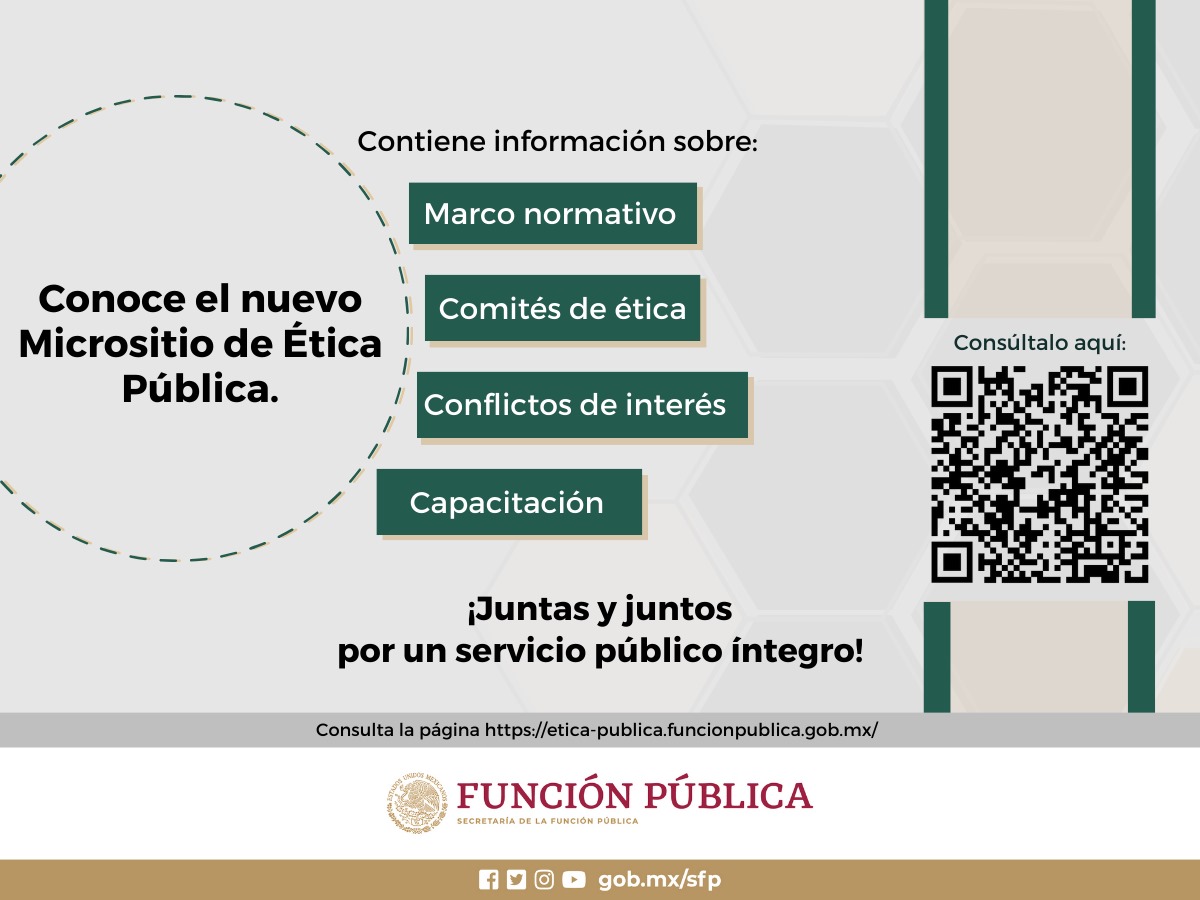 Contiene información sobre:
Marco normativo
Comités de ética
Conflictos de interés
Capacitación
Conoce el nuevo
Micrositio de Ética
Pública.
¡Juntas y juntos
por un servicio público íntegro!
Consúltalo aquí:
Consulta la página https://etica-publica.funcionpublica.gob.mx/
ESTADOS UNIDOS MEXICANOS
FUNCIÓN PÚBLICA
SECRETARÍA DE LA FUNCIÓN PÚBLICA
gob.mx/sfp